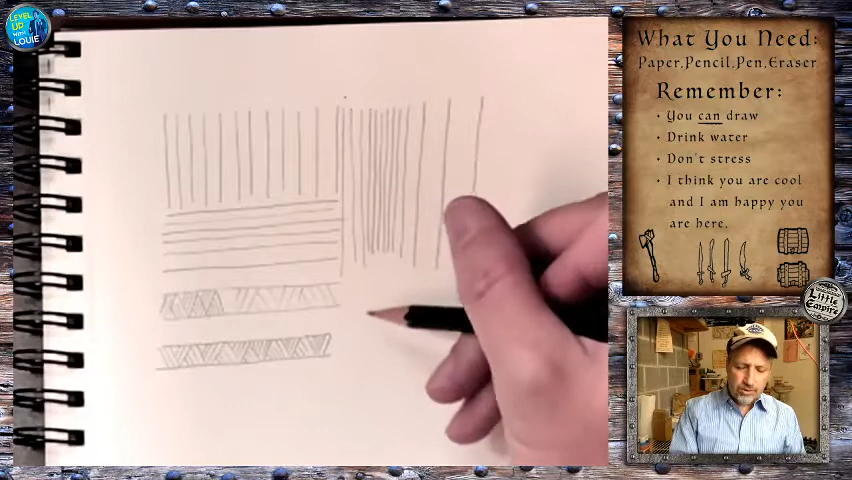 LEVEL
UP
WITH
LOUIE
What You Need:
Paper,Pencil,Pen,Eraser
Remember:
• You can draw
• Drink water
• Don't stress
• I think you are cool
and I am happy you
are here.
Little
Empire